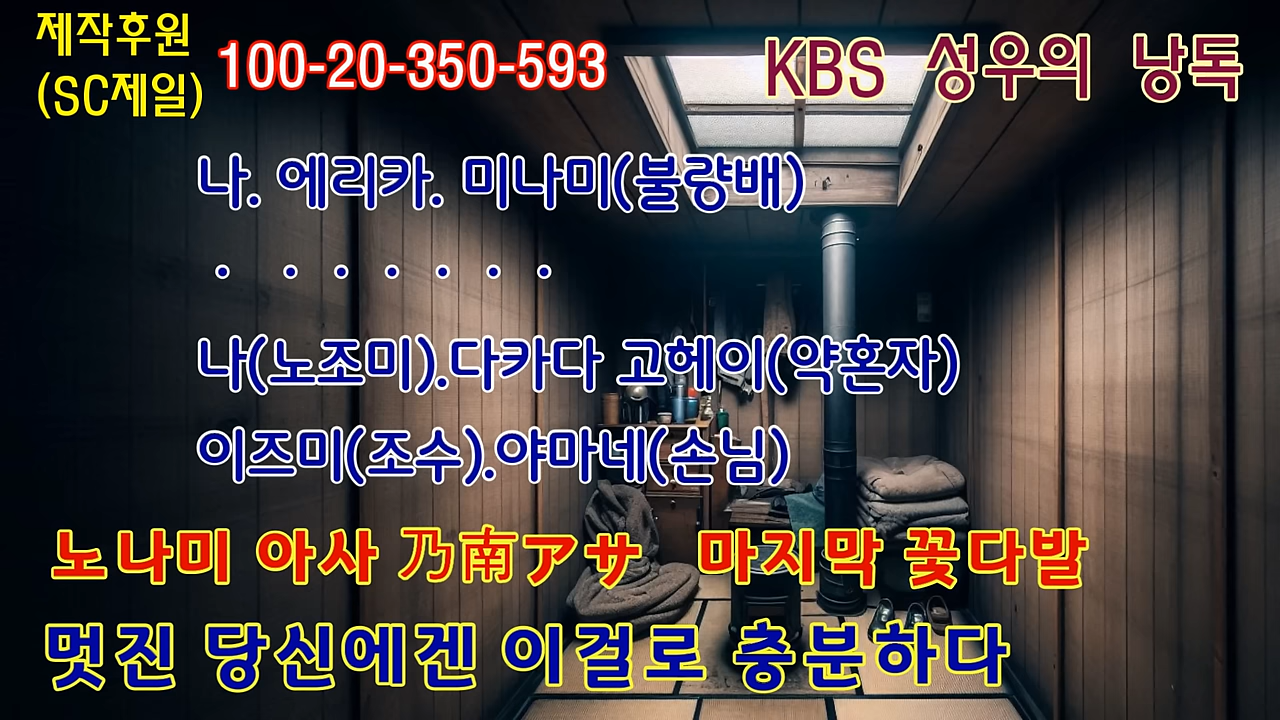 제작후원
(SC제일)
100-20-350-593
KBS 성우의 낭독
나. 에리카. 미나미(불량배)
. . . . . . .
나(노조미).다카다 고헤이(약혼자)
이즈미(조수).야마네(손님)
노나미 아사 乃南アサ 마지막 꽃다발
멋진 당신에겐 이걸로 충분하다